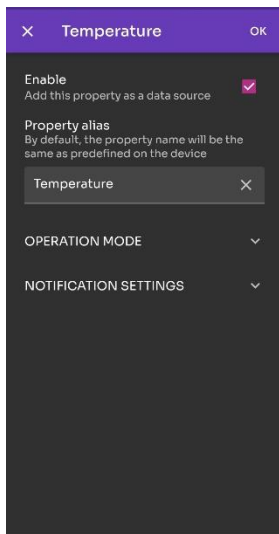 Temperature OK
Enable
Add this property as a data source
Property alias
By default, the property name will be the
same as predefined on the device
Temperature
OPERATION MODE
NOTIFICATION SETTINGS